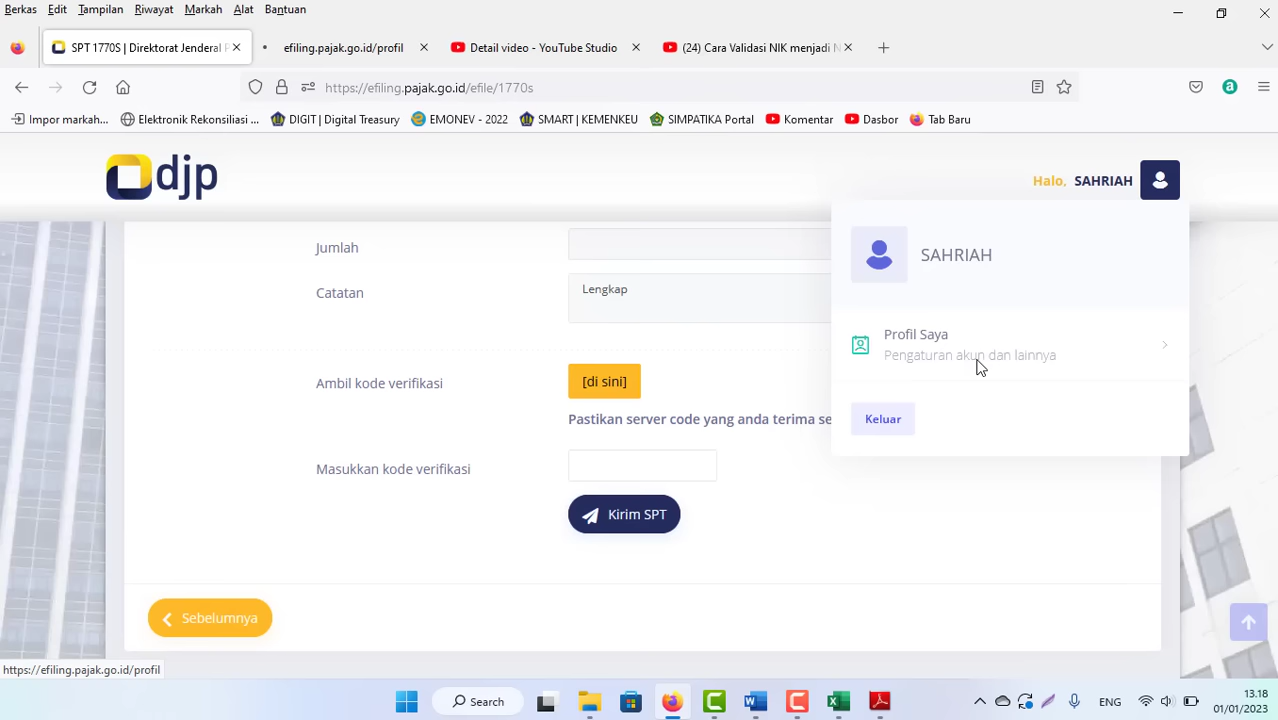 Berkas Edit Tampilan Riwayat Markah Alat Bantuan
SPT 1770S | Direktorat Jenderal P
efiling.pajak.go.id/profil
Detail video - YouTube Studio
(24) Cara Validasi NIK menjadi N
https://efiling.pajak.go.id/efile/1770s
Impor markah...
Elektronik Rekonsiliasi ...
DIGIT | Digital Treasury
EMONEV - 2022
SMART | KEMENKEU
SIMPATIKA Portal
Komentar
Dasbor
Tab Baru
djp
Halo, SAHRIAH
SAHRIAH
Jumlah
Catatan
Lengkap
Profil Saya
Pengaturan akun dan lainnya
Keluar
Ambil kode verifikasi
[di sini]
Pastikan server code yang anda terima se
Masukkan kode verifikasi
Kirim SPT
Sebelumnya
https://efiling.pajak.go.id/profil
Search
ENG
13.18
01/01/2023